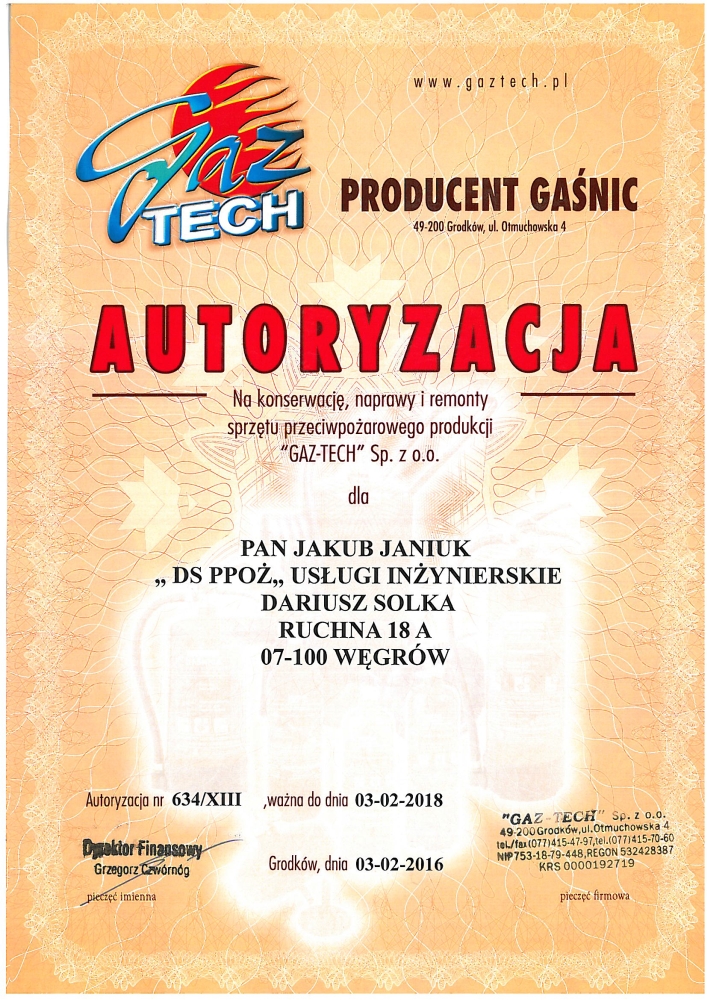 www.gaztech.pl
Gaz
TECH
PRODUCENT GAŚNIC
49-200 Grodków, ul. Otmuchowska 4
AUTORYZACJA
Na konserwację, naprawy i remonty
sprzętu przeciwpożarowego produkcji
“GAZ-TECH” Sp. z o.o.
dla
PAN JAKUB JANIUK
„ DS PPOŻ„ USŁUGI INŻYNIERSKIE
DARIUSZ SOLKA
RUCHNA 18 A
07-100 WĘGRÓW
Autoryzacja nr 634/XIII ,ważna do dnia 03-02-2018
"GAZ-TECH" Sp. z o.o.
49-200 Grodków, ul. Otmuchowska 4
tel./fax (077) 415-47-97, tel. (077) 415-70-60
NIP 753-18-79-448, REGON 532428387
KRS 0000192719
Dyrektor Finansowy
Grzegorz Czwórnóg
Grodków, dnia 03-02-2016
pieczęć imienna
pieczęć firmowa